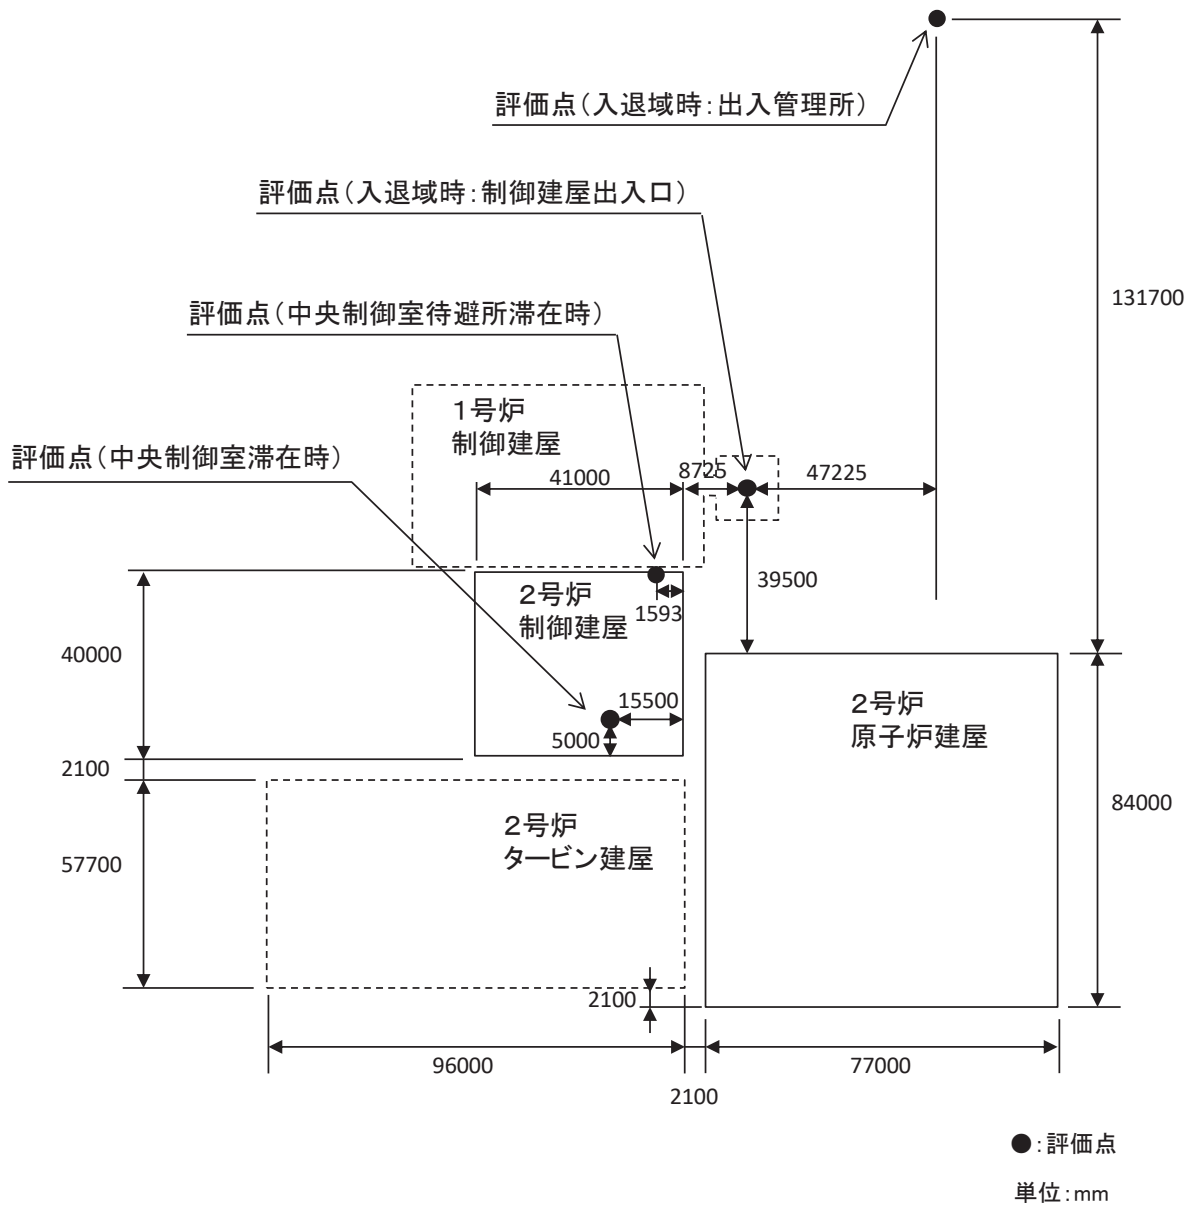 評価点(入退域時:出入管理所)
評価点(入退域時:制御建屋出入口)
131700
評価点(中央制御室待避所滞在時)
1号炉
制御建屋
評価点(中央制御室滞在時)
41000
8725
47225
39500
2号炉
制御建屋
1593
40000
15500
5000
2号炉
原子炉建屋
2100
84000
2号炉
タービン建屋
57700
2100
96000
77000
2100
●:評価点
単位:mm